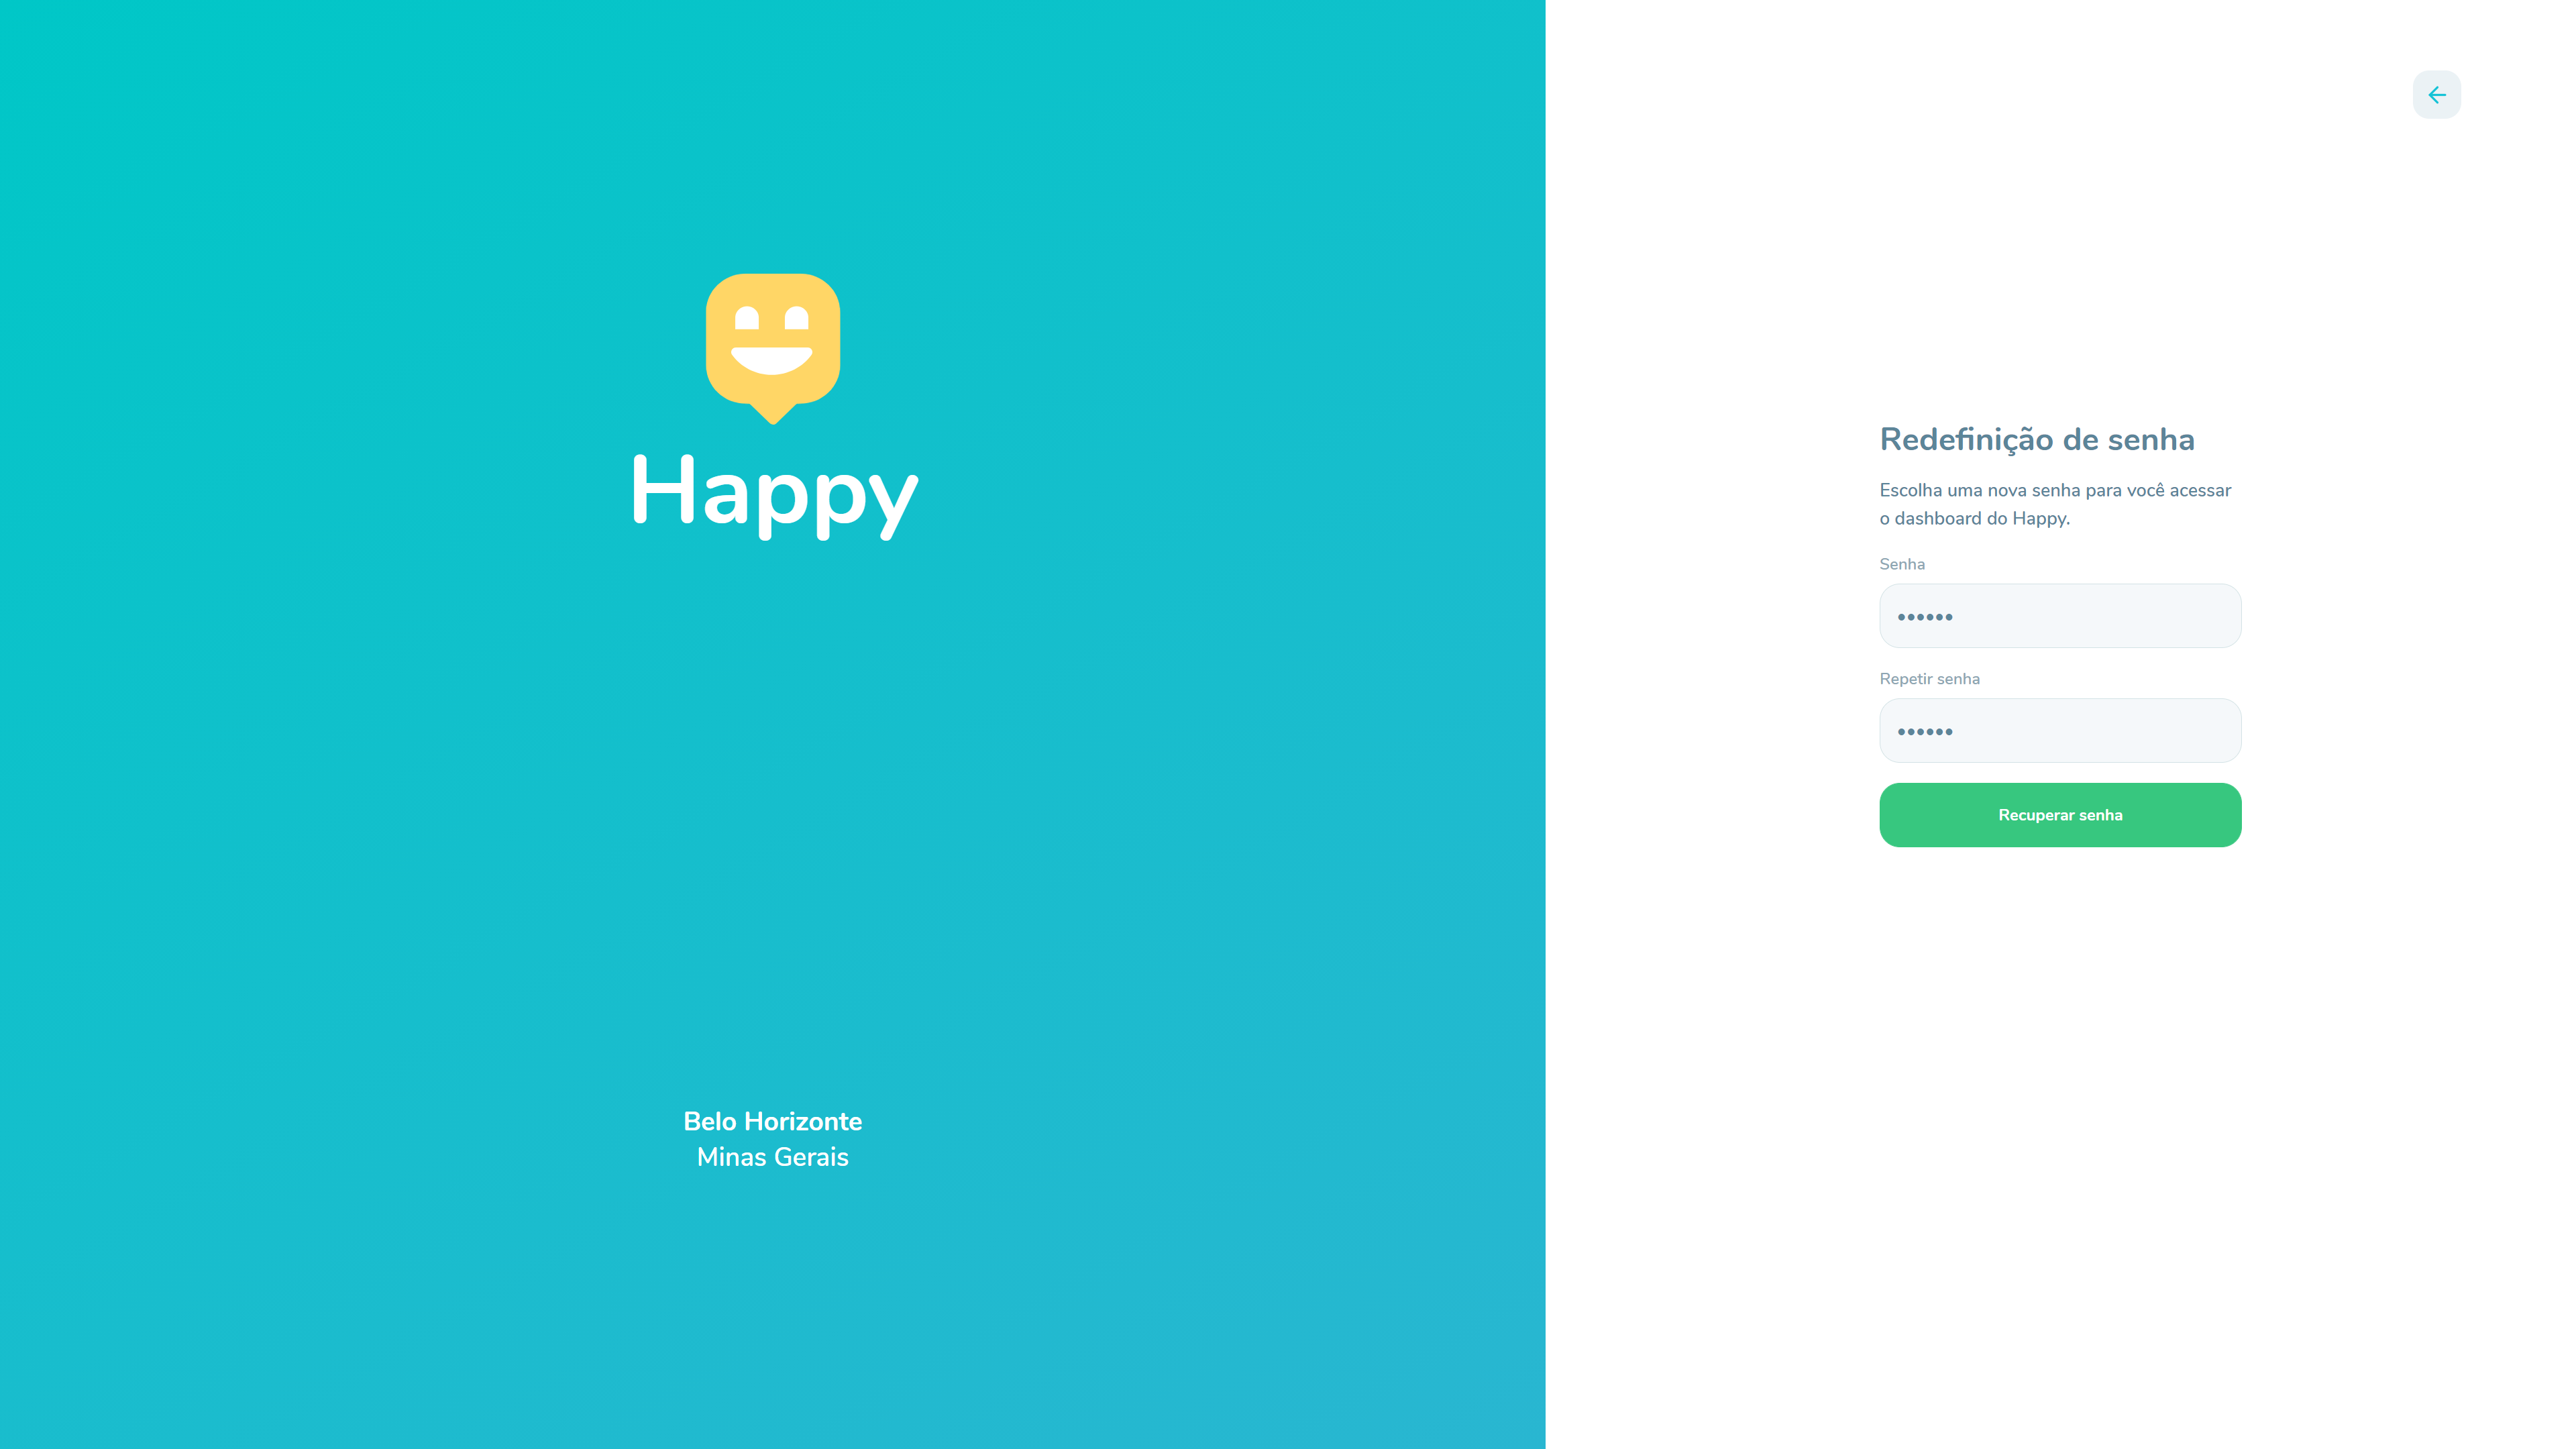 Happy
Belo Horizonte
Minas Gerais
Redefinição de senha
Escolha uma nova senha para você acessar
o dashboard do Happy.
Senha
••••••
Repetir senha
••••••
Recuperar senha